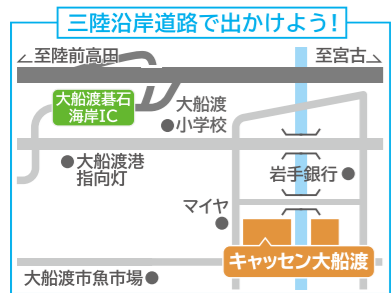 三陸沿岸道路で出かけよう!
至陸前高田
至宮古
大船渡碁石
海岸IC
大船渡
小学校
大船渡港
指向灯
岩手銀行
マイヤ
キャッセン大船渡
大船渡市魚市場